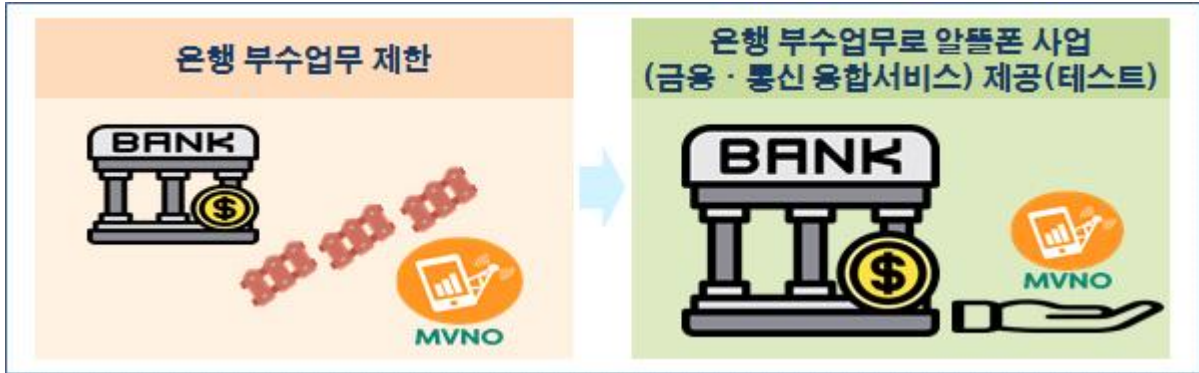 은행 부수업무 제한
BANK
$
MVNO
은행 부수업무로 알뜰폰 사업
(금융 · 통신 융합서비스) 제공(테스트)
BANK
$
MVNO